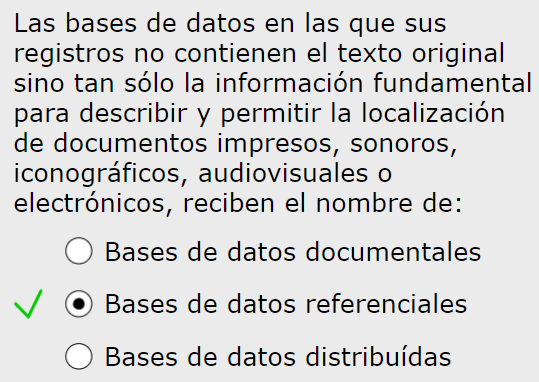 Las bases de datos en las que sus
registros no contienen el texto original
sino tan sólo la información fundamental
para describir y permitir la localización
de documentos impresos, sonoros,
iconográficos, audiovisuales o
electrónicos, reciben el nombre de:
Bases de datos documentales
Bases de datos referenciales
Bases de datos distribuídas